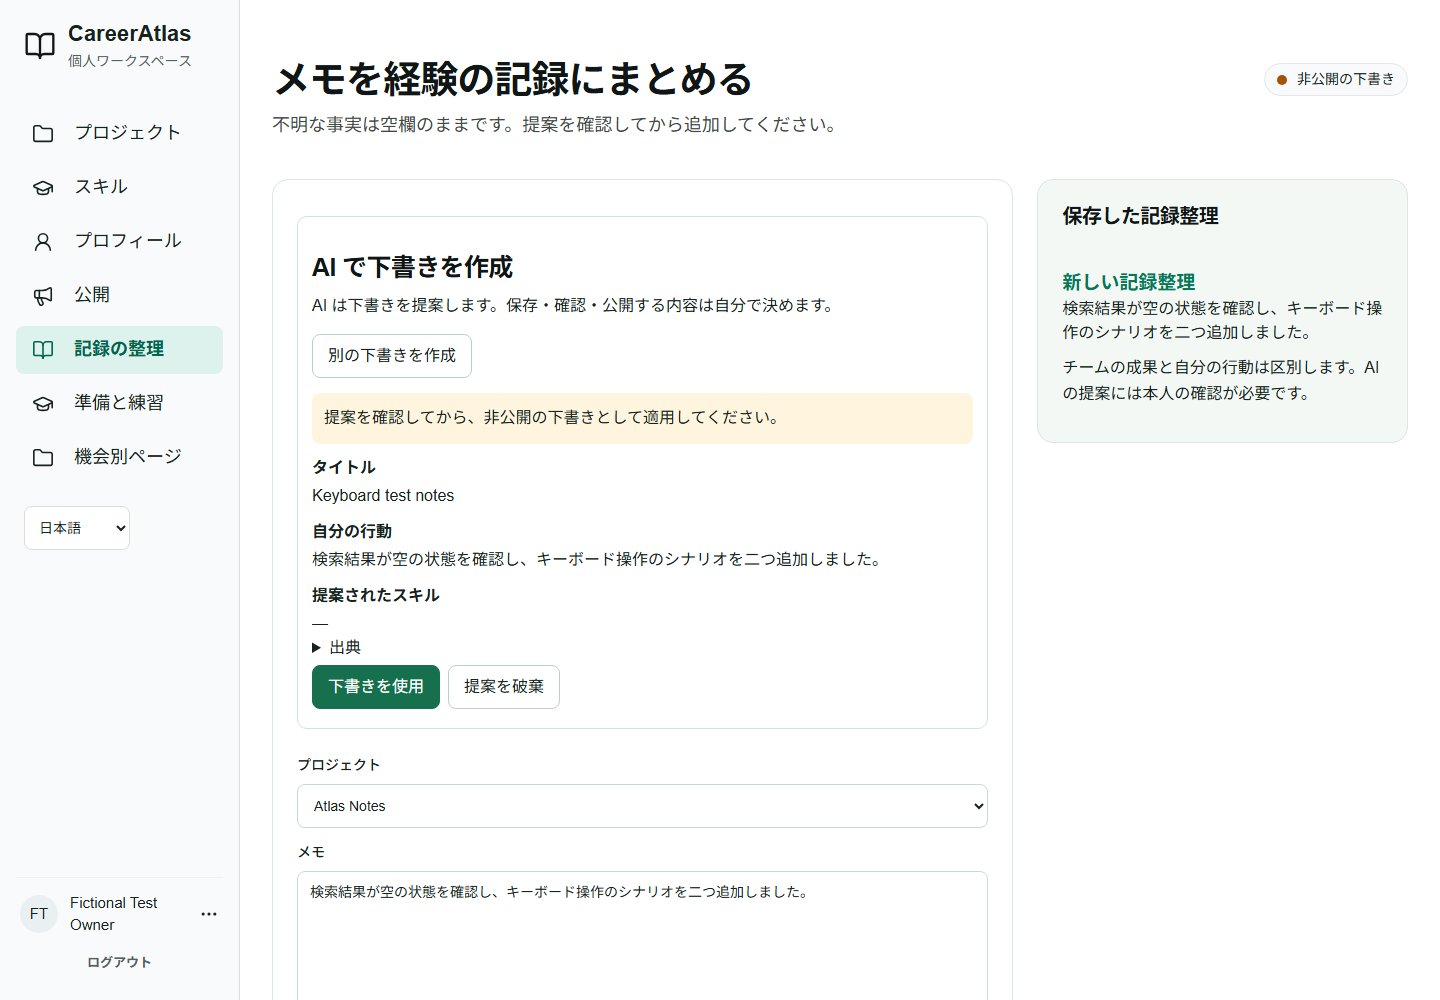 CareerAtlas
個人ワークスペース
プロジェクト
スキル
プロフィール
公開
記録の整理
準備と練習
機会別ページ
日本語
FT
Fictional Test
Owner
ログアウト
メモを経験の記録にまとめる
不明な事実は空欄のままです。提案を確認してから追加してください。
非公開の下書き
AI で下書きを作成
AI は下書きを提案します。保存・確認・公開する内容は自分で決めます。
別の下書きを作成
提案を確認してから、非公開の下書きとして適用してください。
タイトル
Keyboard test notes
自分の行動
検索結果が空の状態を確認し、キーボード操作のシナリオを二つ追加しました。
提案されたスキル
—
出典
下書きを使用
提案を破棄
プロジェクト
Atlas Notes
メモ
検索結果が空の状態を確認し、キーボード操作のシナリオを二つ追加しました。
保存した記録整理
新しい記録整理
検索結果が空の状態を確認し、キーボード操
作のシナリオを二つ追加しました。
チームの成果と自分の行動は区別します。AI
の提案には本人の確認が必要です。